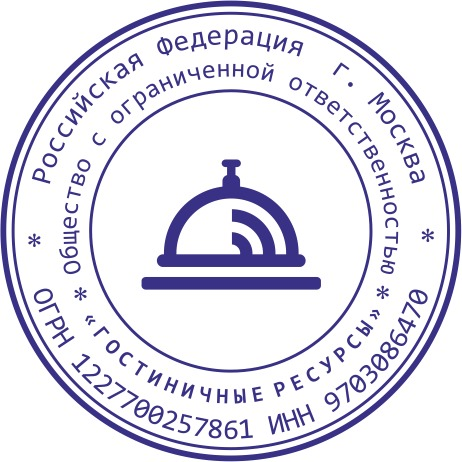 Российская Федерация г. Москва
Общество с ограниченной ответственностью
* «ГОСТИНИЧНЫЕ РЕСУРСЫ» *
* ОГРН 1227700257861 ИНН 9703086470 *